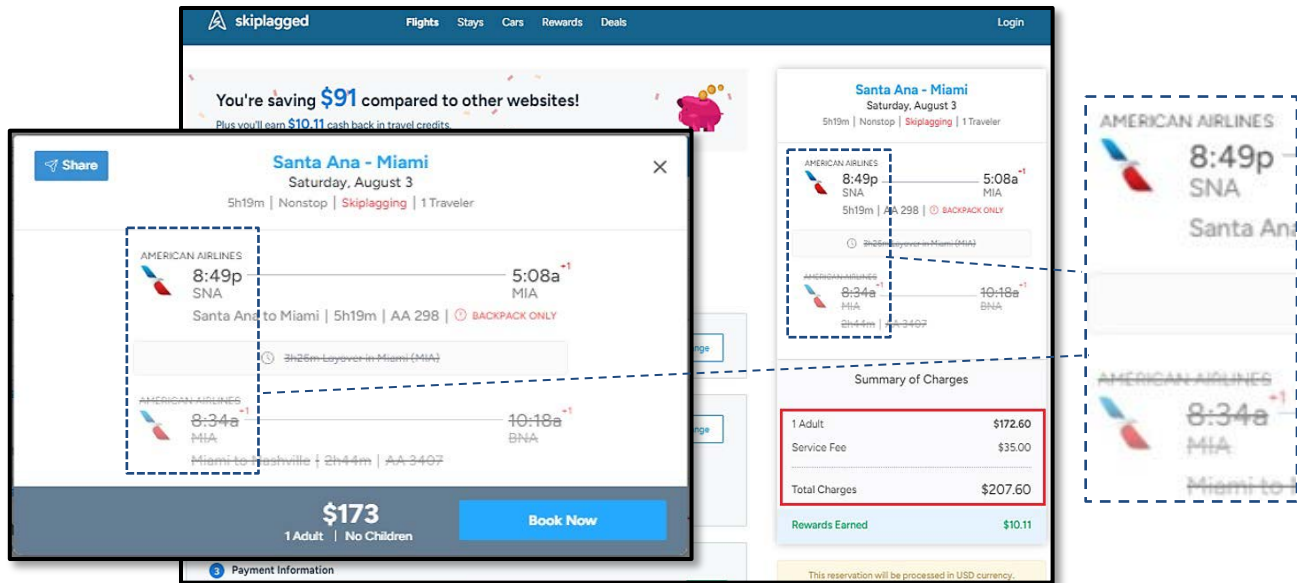 skiplagged
Flights Stays Cars Rewards Deals
Login
You're saving $91 compared to other websites!
Plus you'll earn $10.11 cash back in travel credits.
Share
Santa Ana - Miami
Saturday, August 3
5h19m | Nonstop | Skiplagging | 1 Traveler
AMERICAN AIRLINES
8:49p 5:08a +1
SNA MIA
Santa Ana to Miami | 5h19m | AA 298 | BACKPACK ONLY
3h26m Layover in Miami (MIA)
AMERICAN AIRLINES
8:34a +1 10:18a +1
MIA BNA
Miami to Nashville | 2h44m | AA 3407
$173
1 Adult | No Children
Book Now
3 Payment Information
Santa Ana - Miami
Saturday, August 3
5h19m | Nonstop | Skiplagging | 1 Traveler
AMERICAN AIRLINES
8:49p 5:08a +1
SNA MIA
5h19m | AA 298 | BACKPACK ONLY
3h26m Layover in Miami (MIA)
AMERICAN AIRLINES
8:34a +1 10:18a +1
MIA BNA
2h44m | AA 3407
Summary of Charges
1 Adult $172.60
Service Fee $35.00
Total Charges $207.60
Rewards Earned $10.11
This reservation will be processed in USD currency.
AMERICAN AIRLINES
8:49p
SNA
Santa Ana
AMERICAN AIRLINES
8:34a +1
MIA
Miami to